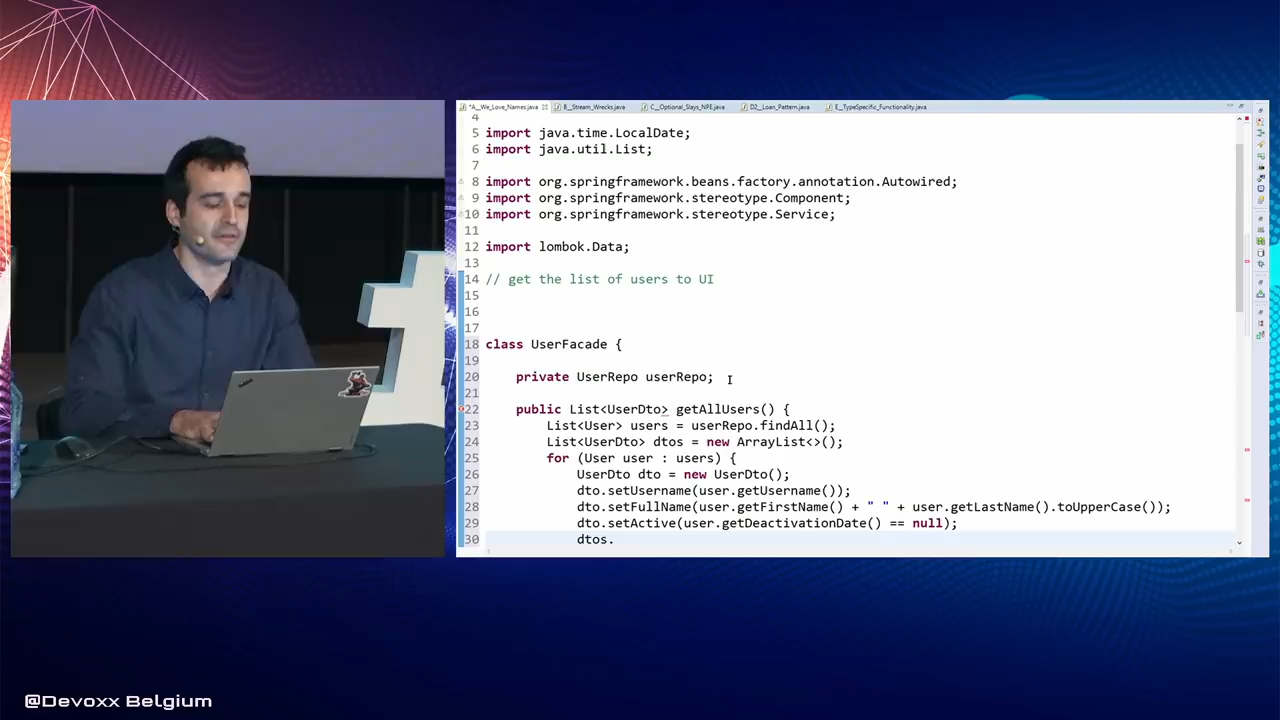 *A__We_Love_Names.java
B__Stream_Wrecks.java
C__Optional_Slays_NPE.java
D2__Loan_Pattern.java
E__TypeSpecific_Functionality.java
4
5 import java.time.LocalDate;
6 import java.util.List;
7
8 import org.springframework.beans.factory.annotation.Autowired;
9 import org.springframework.stereotype.Component;
10 import org.springframework.stereotype.Service;
11
12 import lombok.Data;
13
14 // get the list of users to UI
15
16
17
18 class UserFacade {
19
20 private UserRepo userRepo;
21
22 public List<UserDto> getAllUsers() {
23 List<User> users = userRepo.findAll();
24 List<UserDto> dtos = new ArrayList<>();
25 for (User user : users) {
26 UserDto dto = new UserDto();
27 dto.setUsername(user.getUsername());
28 dto.setFullName(user.getFirstName() + " " + user.getLastName().toUpperCase());
29 dto.setActive(user.getDeactivationDate() == null);
30 dtos.
@Devoxx Belgium